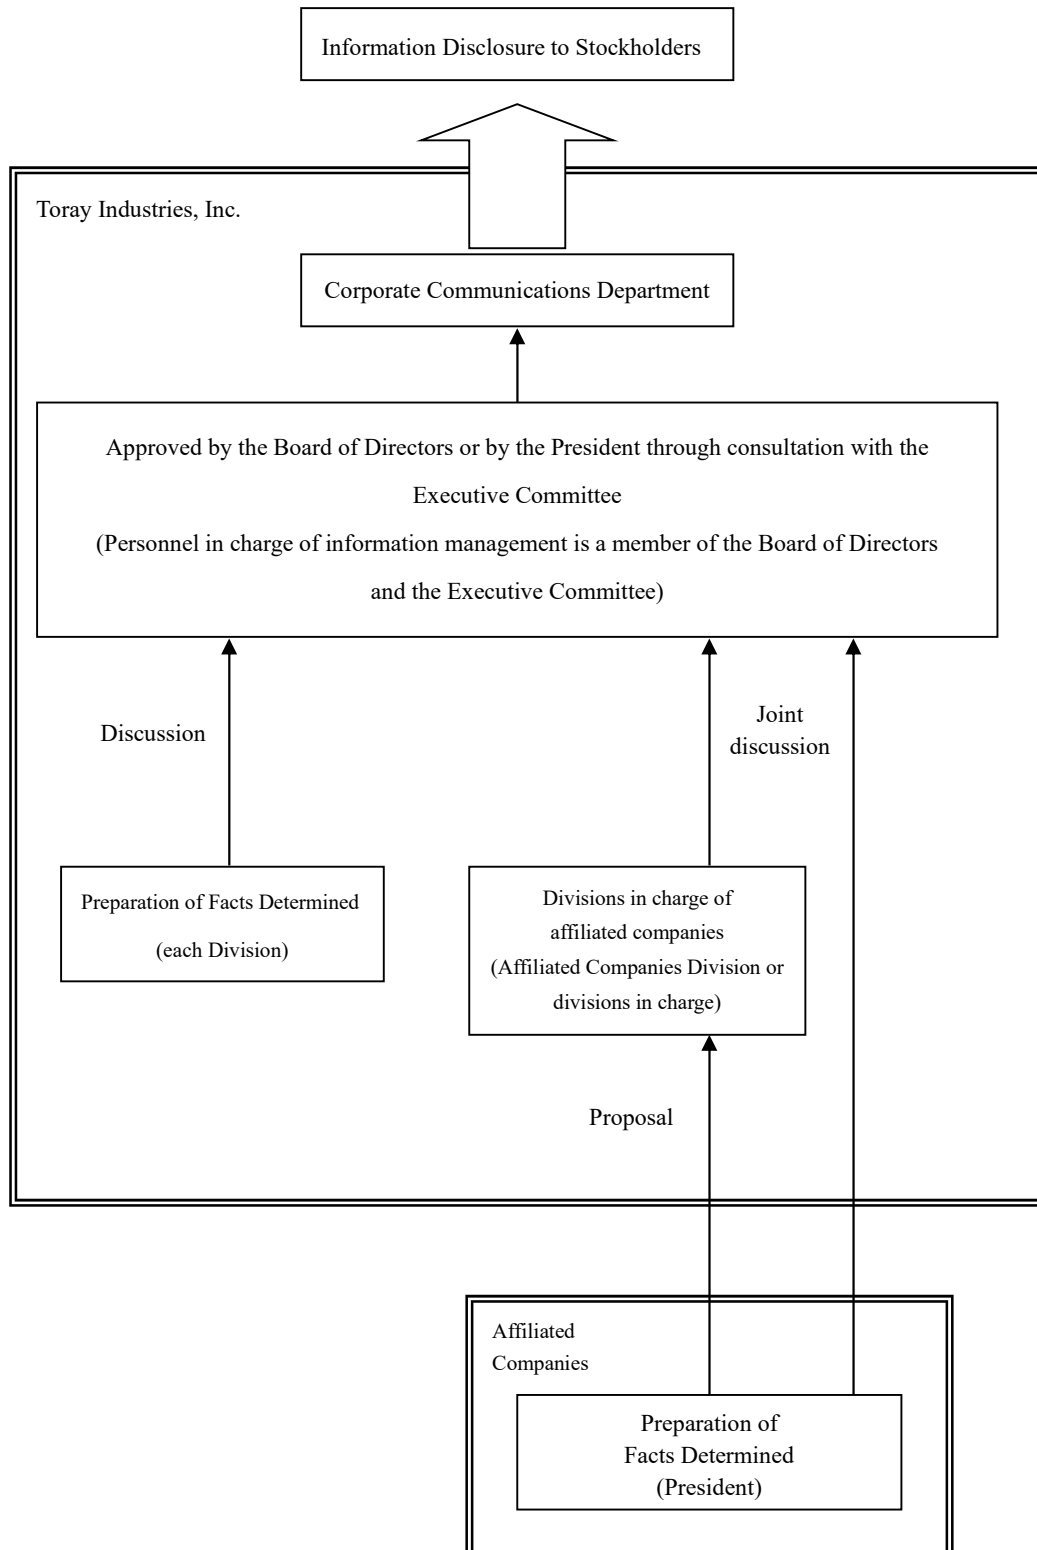 Information Disclosure to Stockholders
Toray Industries, Inc.
Corporate Communications Department
Approved by the Board of Directors or by the President through consultation with the
Executive Committee
(Personnel in charge of information management is a member of the Board of Directors
and the Executive Committee)
Discussion
Joint
discussion
Preparation of Facts Determined
(each Division)
Divisions in charge of
affiliated companies
(Affiliated Companies Division or
divisions in charge)
Proposal
Affiliated
Companies
Preparation of
Facts Determined
(President)